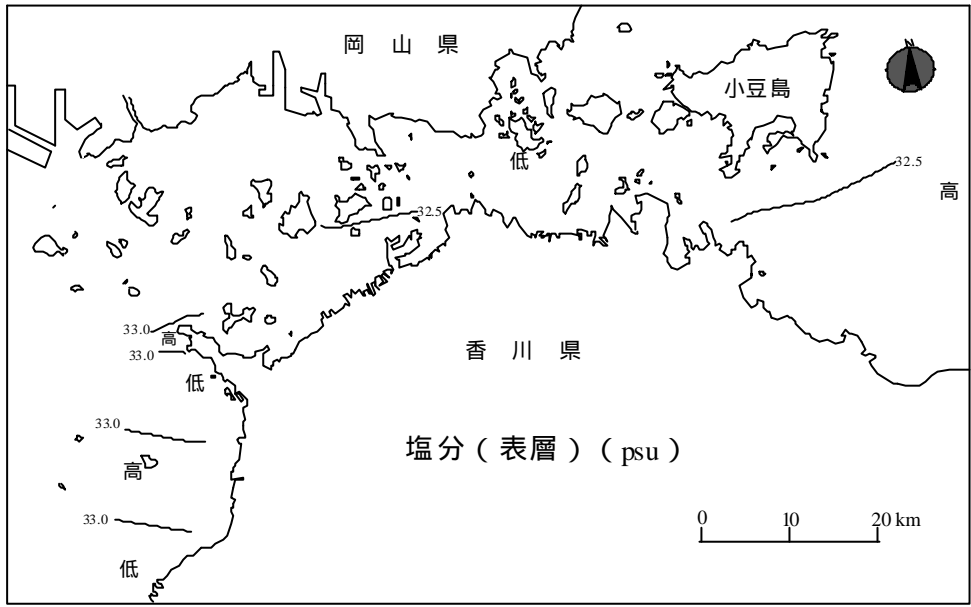 岡 山 県
N
小豆島
低
32.5
高
32.5
33.0
高
33.0
香 川 県
低
33.0
塩分（表層）（psu）
高
33.0
0 10 20 km
低